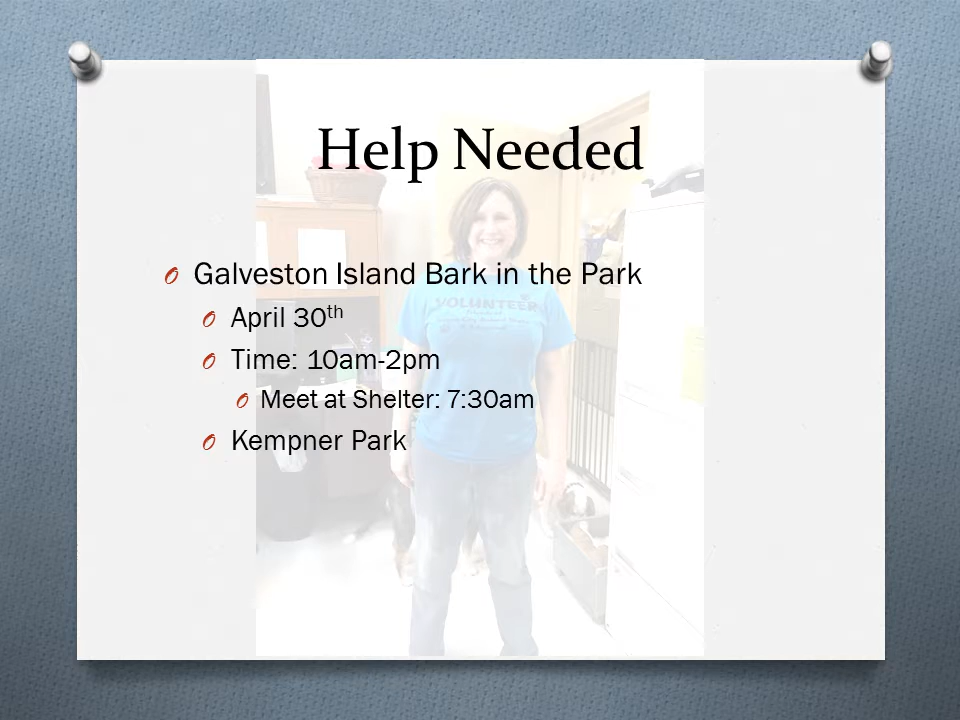 Help Needed
Galveston Island Bark in the Park
April 30th
Time: 10am-2pm
Meet at Shelter: 7:30am
Kempner Park
VOLUNTEER